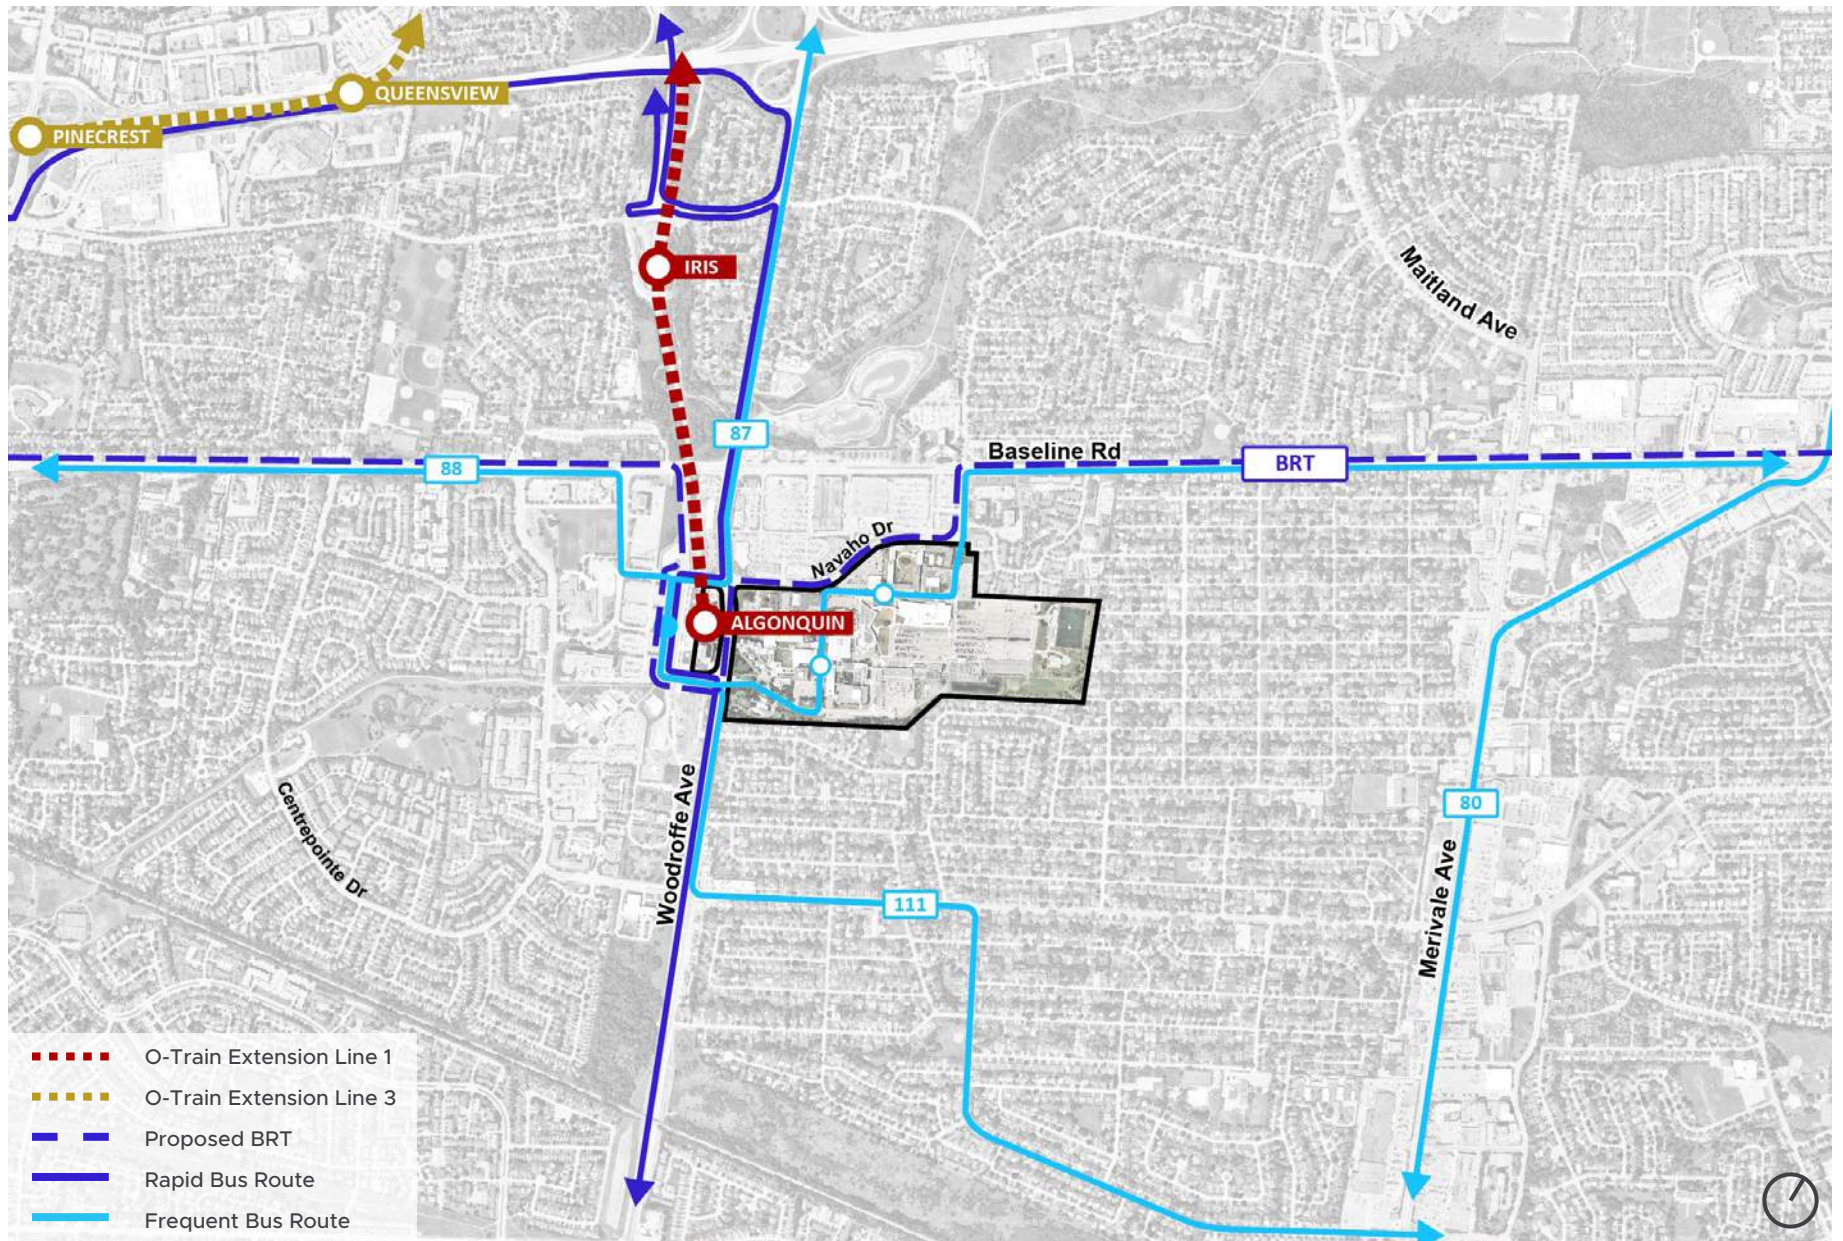 QUEENSVIEW
PINECREST
IRIS
Maitland Ave
87
Baseline Rd
88
BRT
Navaho Dr
ALGONQUIN
Woodroffe Ave
Centrepointe Dr
80
111
Merivale Ave
O-Train Extension Line 1
O-Train Extension Line 3
Proposed BRT
Rapid Bus Route
Frequent Bus Route